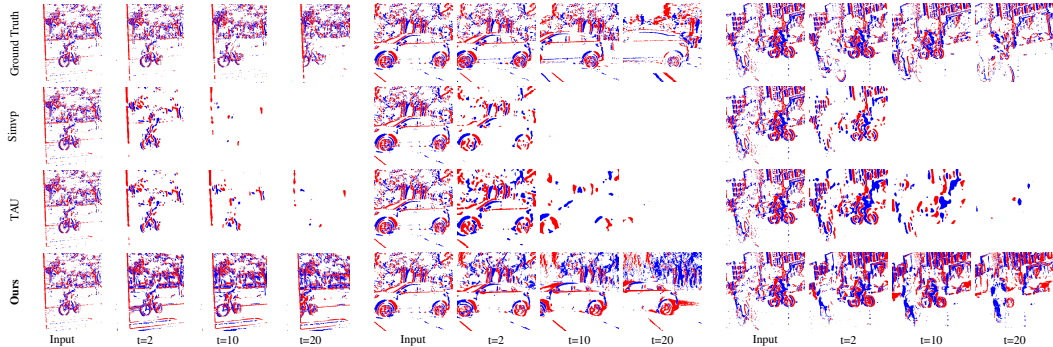 Ground Truth
Simvp
TAU
Ours
Input t=2 t=10 t=20 Input t=2 t=10 t=20 Input t=2 t=10 t=20